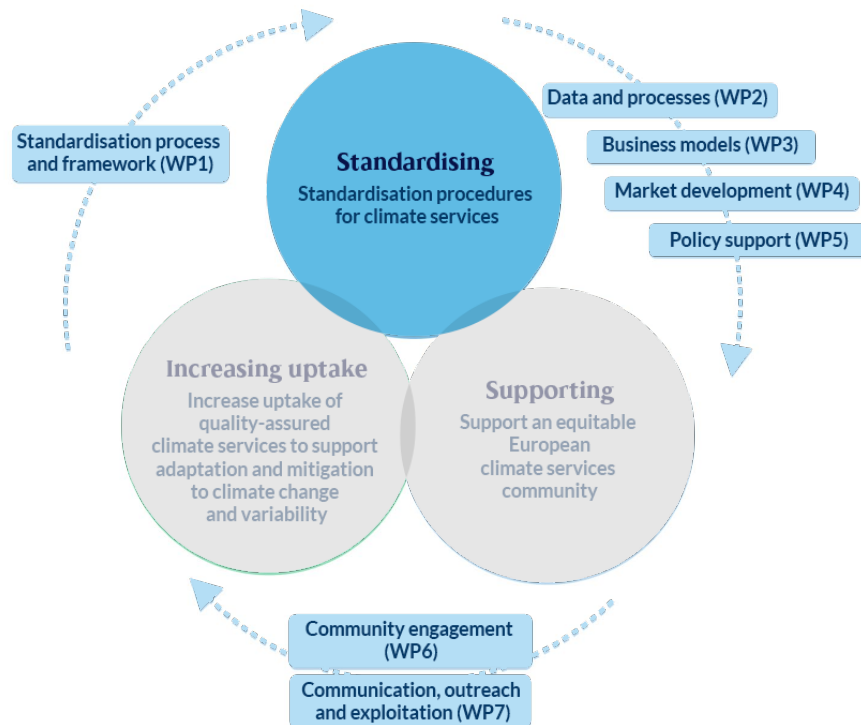 Data and processes (WP2)
Standardisation process
and framework (WP1)
Business models (WP3)
Standardising
Standardisation procedures
for climate services
Market development (WP4)
Policy support (WP5)
Increasing uptake
Increase uptake of
quality-assured
climate services to support
adaptation and mitigation
to climate change
and variability
Supporting
Support an equitable
European
climate services
community
Community engagement
(WP6)
Communication, outreach
and exploitation (WP7)